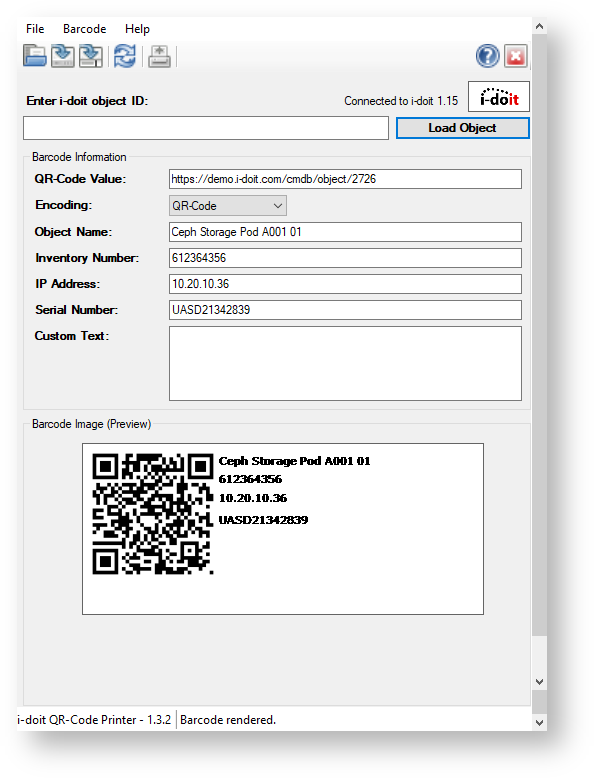 File Barcode Help
Enter i-doit object ID: Connected to i-doit 1.15 i-doit
Load Object
Barcode Information
QR-Code Value: https://demo.i-doit.com/cmdb/object/2726
Encoding: QR-Code
Object Name: Ceph Storage Pod A001 01
Inventory Number: 612364356
IP Address: 10.20.10.36
Serial Number: UASD21342839
Custom Text:
Barcode Image (Preview)
Ceph Storage Pod A001 01
612364356
10.20.10.36
UASD21342839
i-doit QR-Code Printer - 1.3.2 Barcode rendered.